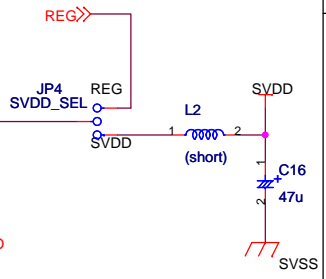 REG
JP4 REG
SVDD_SEL
SVDD
L2
1 2
(short)
SVDD
1
C16
+
47u
2
SVSS